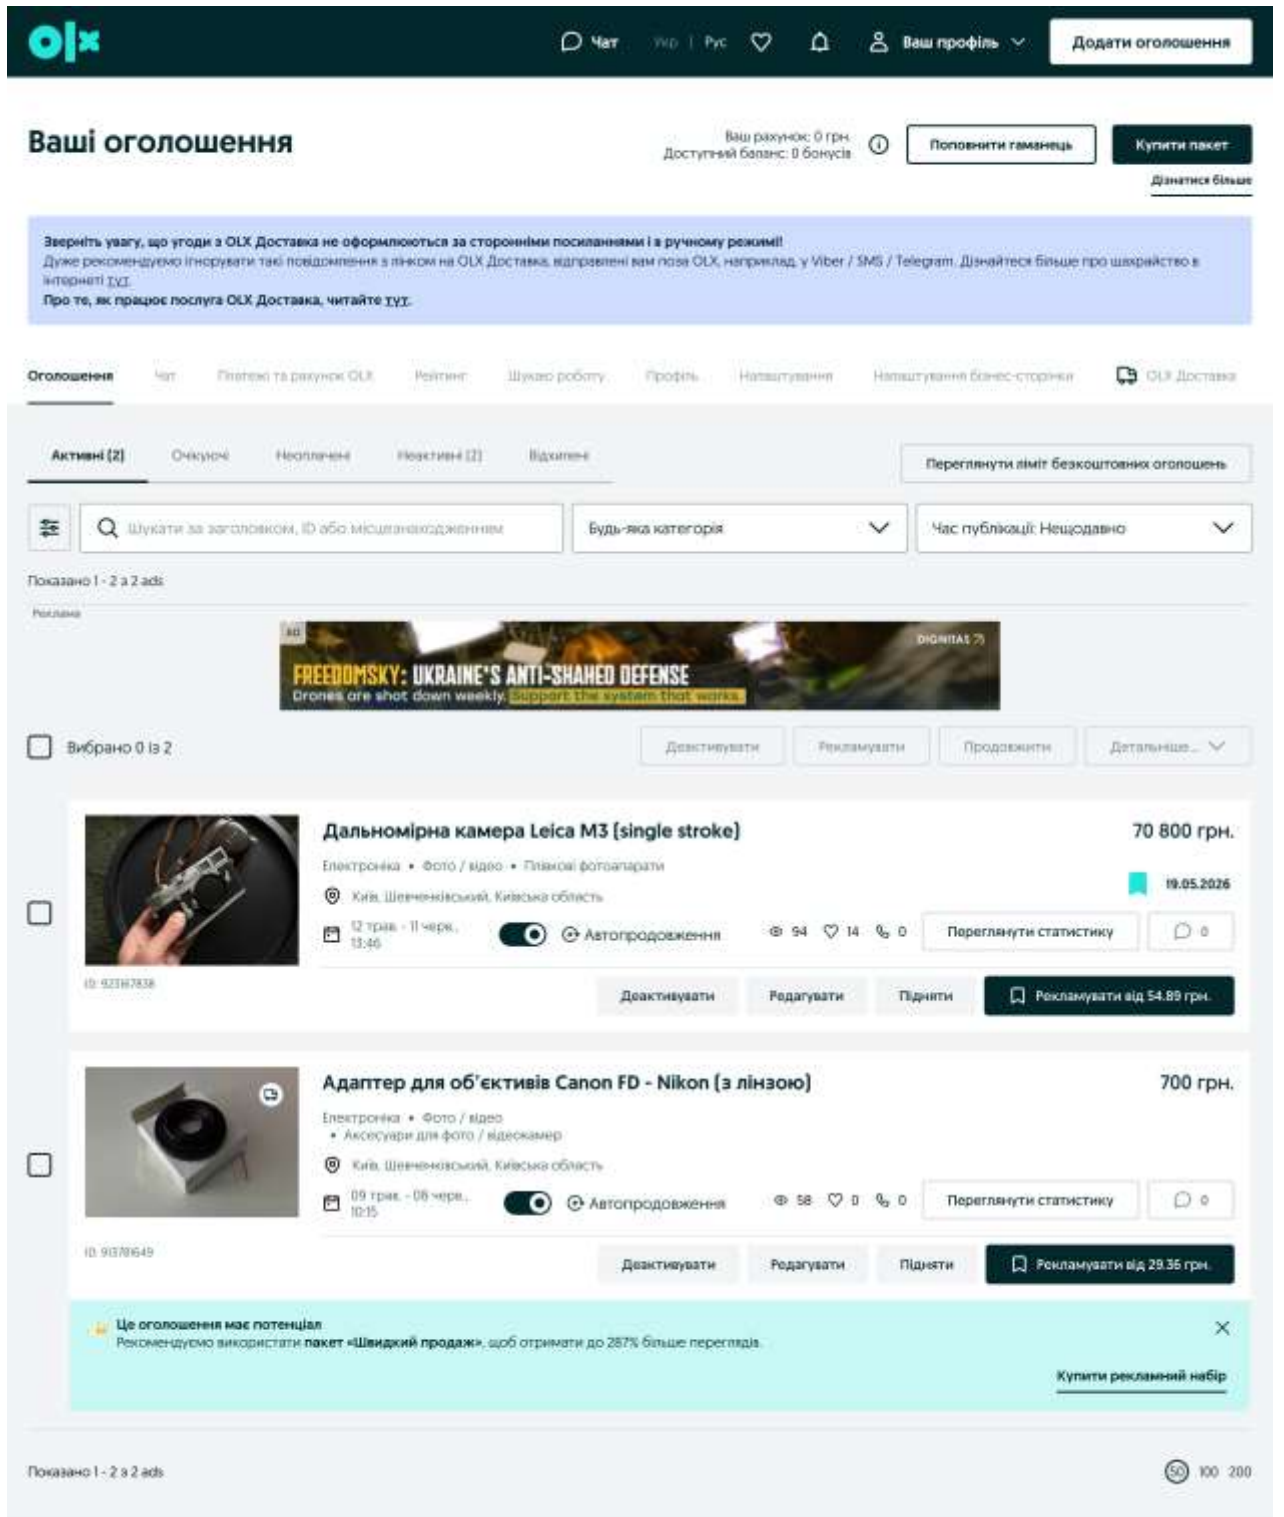 olx
Чат
Укр | Рус
Ваш профіль
Додати оголошення
Ваші оголошення
Ваш рахунок: 0 грн.
Доступний баланс: 0 бонусів
Поповнити гаманець
Купити пакет
Дізнатися більше
Зверніть увагу, що угоди з OLX Доставка не оформлюються за сторонніми посиланнями і в ручному режимі!
Дуже рекомендуємо ігнорувати такі повідомлення з лінком на OLX Доставка, відправлені вам поза OLX, наприклад, у Viber / SMS / Telegram. Дізнайтеся більше про шахрайство в
інтернеті тут.
Про те, як працює послуга OLX Доставка, читайте тут.
Оголошення
Чат
Платежі та рахунок OLX
Рейтинг
Шукаю роботу
Профіль
Налаштування
Налаштування бізнес-сторінки
OLX Доставка
Активні (2)
Очікуючі
Неоплачені
Неактивні (2)
Відхилені
Переглянути ліміт безкоштовних оголошень
Шукати за заголовком, ID або місцезнаходженням
Будь-яка категорія
Час публікації: Нещодавно
Показано 1 - 2 з 2 ads
Реклама
AD
DIGNITAS
FREEDOMSKY: UKRAINE'S ANTI-SHAHED DEFENSE
Drones are shot down weekly. Support the system that works.
Вибрано 0 із 2
Деактивувати
Рекламувати
Продовжити
Детальніше...
Дальномірна камера Leica M3 (single stroke)
70 800 грн.
Електроніка • Фото / відео • Плівкові фотоапарати
Київ, Шевченківський, Київська область
19.05.2026
12 трав. - 11 черв.,
13:46
Автопродовження
94
14
0
Переглянути статистику
0
ID: 923167838
Деактивувати
Редагувати
Підняти
Рекламувати від 54.89 грн.
Адаптер для об'єктивів Canon FD - Nikon (з лінзою)
700 грн.
Електроніка • Фото / відео
• Аксесуари для фото / відеокамер
Київ, Шевченківський, Київська область
09 трав. - 08 черв.,
10:15
Автопродовження
58
0
0
Переглянути статистику
0
ID: 913781649
Деактивувати
Редагувати
Підняти
Рекламувати від 29.36 грн.
Це оголошення має потенціал
Рекомендуємо використати пакет «Швидкий продаж», щоб отримати до 287% більше переглядів.
Купити рекламний набір
Показано 1 - 2 з 2 ads
50 100 200